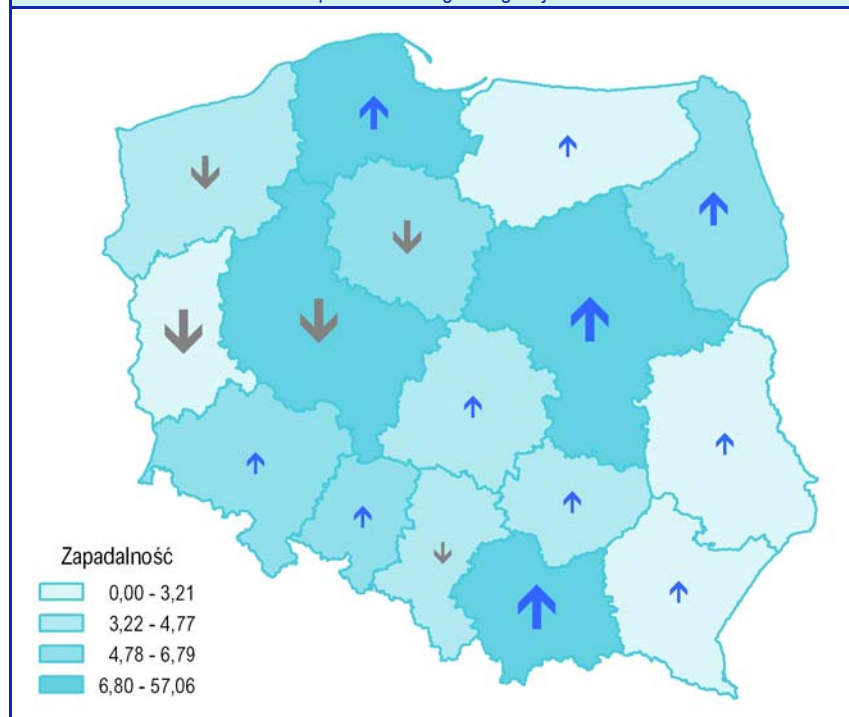 Zapadalność
0,00 - 3,21
3,22 - 4,77
4,78 - 6,79
6,80 - 57,06